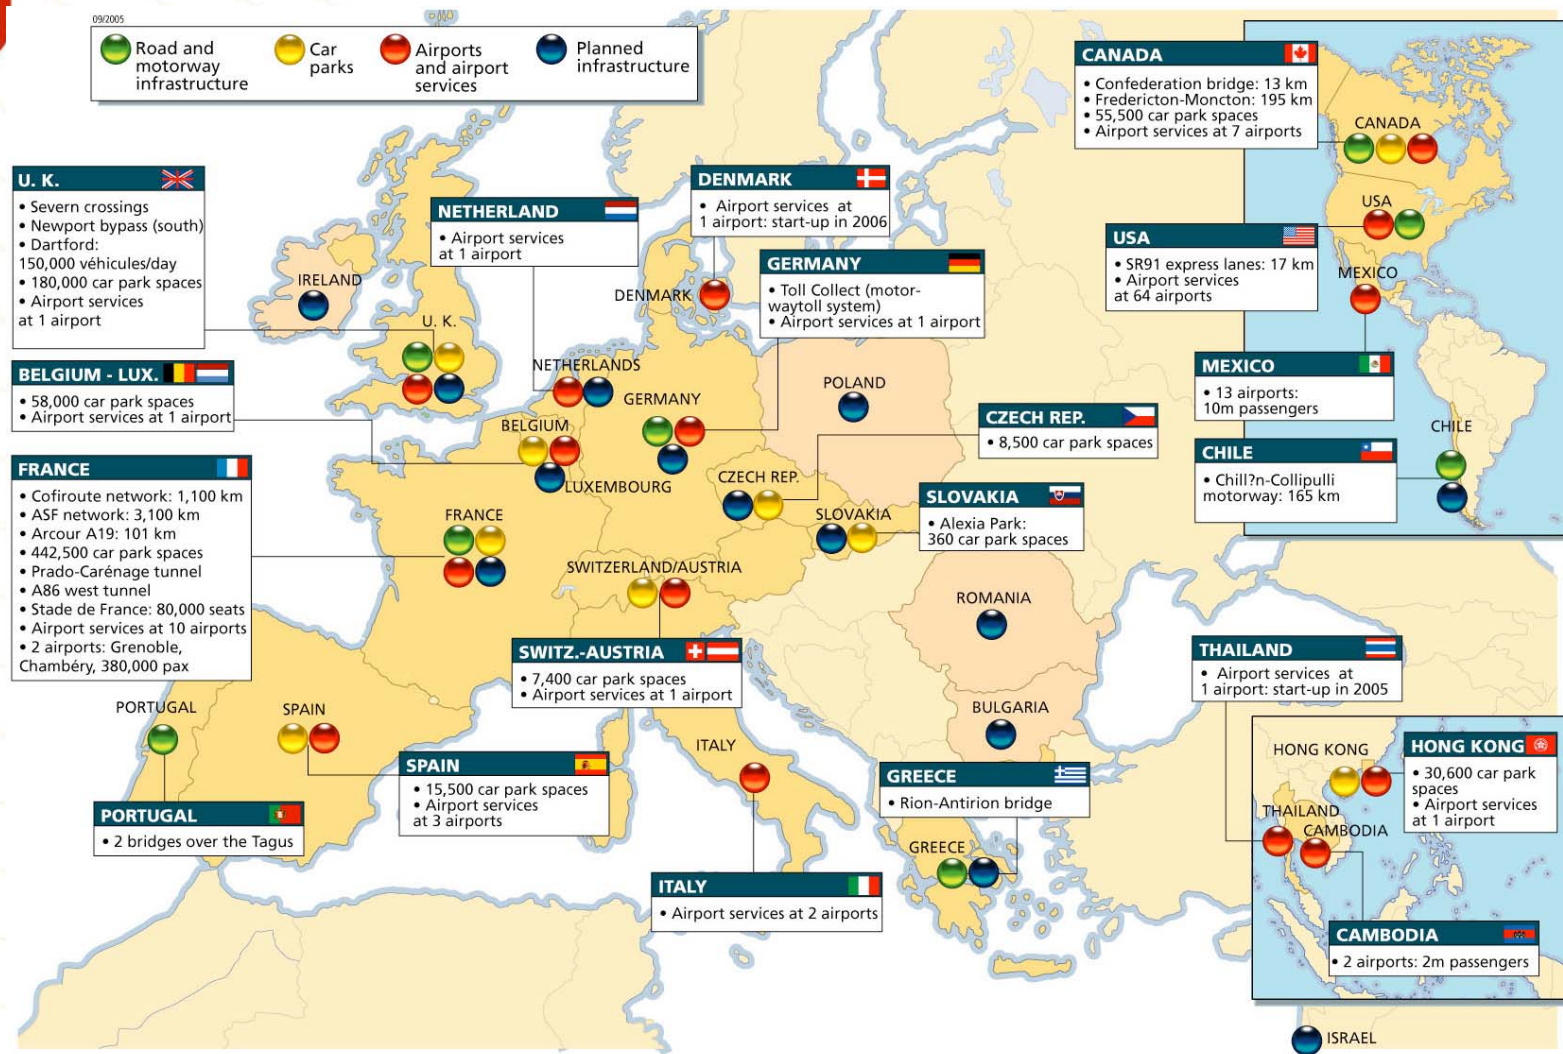 09/2005
Road and
motorway
infrastructure
Car
parks
Airports
and airport
services
Planned
infrastructure
CANADA
• Confederation bridge: 13 km
• Fredericton-Moncton: 195 km
• 55,500 car park spaces
• Airport services at 7 airports
CANADA
USA
USA
• SR91 express lanes: 17 km
• Airport services
at 64 airports
MEXICO
MEXICO
• 13 airports:
10m passengers
CHILE
CHILE
• Chill?n-Collipulli
motorway: 165 km
U. K.
• Severn crossings
• Newport bypass (south)
• Dartford:
150,000 véhicules/day
• 180,000 car park spaces
• Airport services
at 1 airport
NETHERLAND
• Airport services
at 1 airport
DENMARK
• Airport services at
1 airport: start-up in 2006
GERMANY
• Toll Collect (motor-
waytoll system)
• Airport services at 1 airport
IRELAND
DENMARK
U. K.
BELGIUM - LUX.
• 58,000 car park spaces
• Airport services at 1 airport
NETHERLANDS
GERMANY
POLAND
BELGIUM
LUXEMBOURG
CZECH REP.
• 8,500 car park spaces
CZECH REP.
FRANCE
• Cofiroute network: 1,100 km
• ASF network: 3,100 km
• Arcour A19: 101 km
• 442,500 car park spaces
• Prado-Carénage tunnel
• A86 west tunnel
• Stade de France: 80,000 seats
• Airport services at 10 airports
• 2 airports: Grenoble,
Chambéry, 380,000 pax
FRANCE
SLOVAKIA
SLOVAKIA
• Alexia Park:
360 car park spaces
SWITZERLAND/AUSTRIA
SWITZ.-AUSTRIA
• 7,400 car park spaces
• Airport services at 1 airport
ROMANIA
BULGARIA
PORTUGAL
SPAIN
ITALY
SPAIN
• 15,500 car park spaces
• Airport services
at 3 airports
PORTUGAL
• 2 bridges over the Tagus
GREECE
• Rion-Antirion bridge
GREECE
ITALY
• Airport services at 2 airports
THAILAND
• Airport services at
1 airport: start-up in 2005
HONG KONG
HONG KONG
• 30,600 car park
spaces
• Airport services
at 1 airport
THAILAND
CAMBODIA
CAMBODIA
• 2 airports: 2m passengers
ISRAEL